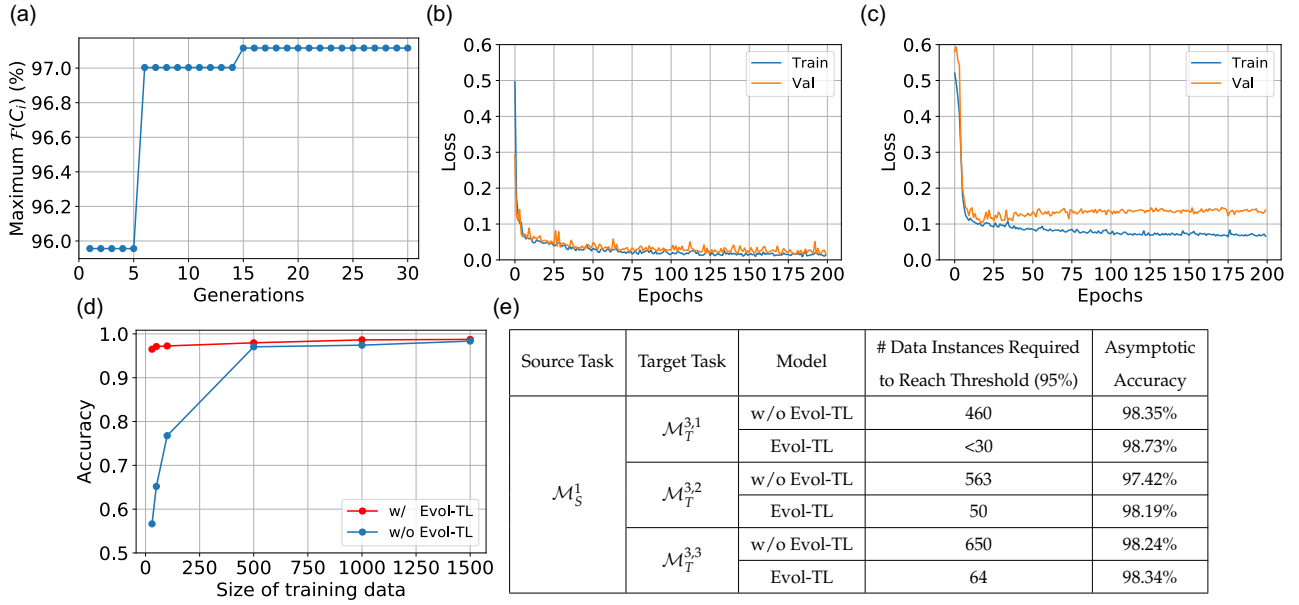 (a)
97.0
96.8
96.6
96.4
96.2
96.0
Maximum F(C_i) (%)
0 5 10 15 20 25 30
Generations
(b)
0.6
0.5
0.4
0.3
0.2
0.1
0.0
Loss
Train
Val
0 25 50 75 100 125 150 175 200
Epochs
(c)
0.6
0.5
0.4
0.3
0.2
0.1
0.0
Loss
Train
Val
0 25 50 75 100 125 150 175 200
Epochs
(d)
1.0
0.9
0.8
0.7
0.6
0.5
Accuracy
w/ Evol-TL
w/o Evol-TL
0 250 500 750 1000 1250 1500
Size of training data
(e)
Source Task
Target Task
Model
# Data Instances Required
to Reach Threshold (95%)
Asymptotic
Accuracy
M_S^1
M_T^{3,1}
w/o Evol-TL 460 98.35%
Evol-TL <30 98.73%
M_T^{3,2}
w/o Evol-TL 563 97.42%
Evol-TL 50 98.19%
M_T^{3,3}
w/o Evol-TL 650 98.24%
Evol-TL 64 98.34%